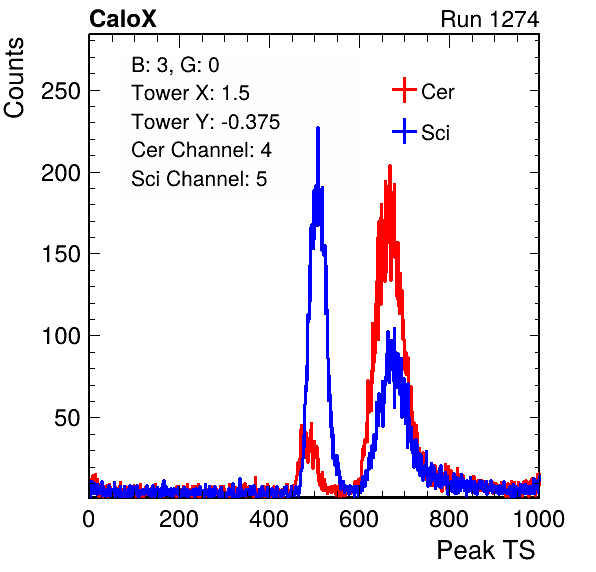 CaloX Run 1274
B: 3, G: 0
Tower X: 1.5
Tower Y: -0.375
Cer Channel: 4
Sci Channel: 5
Cer
Sci
Counts
250
200
150
100
50
0 200 400 600 800 1000
Peak TS